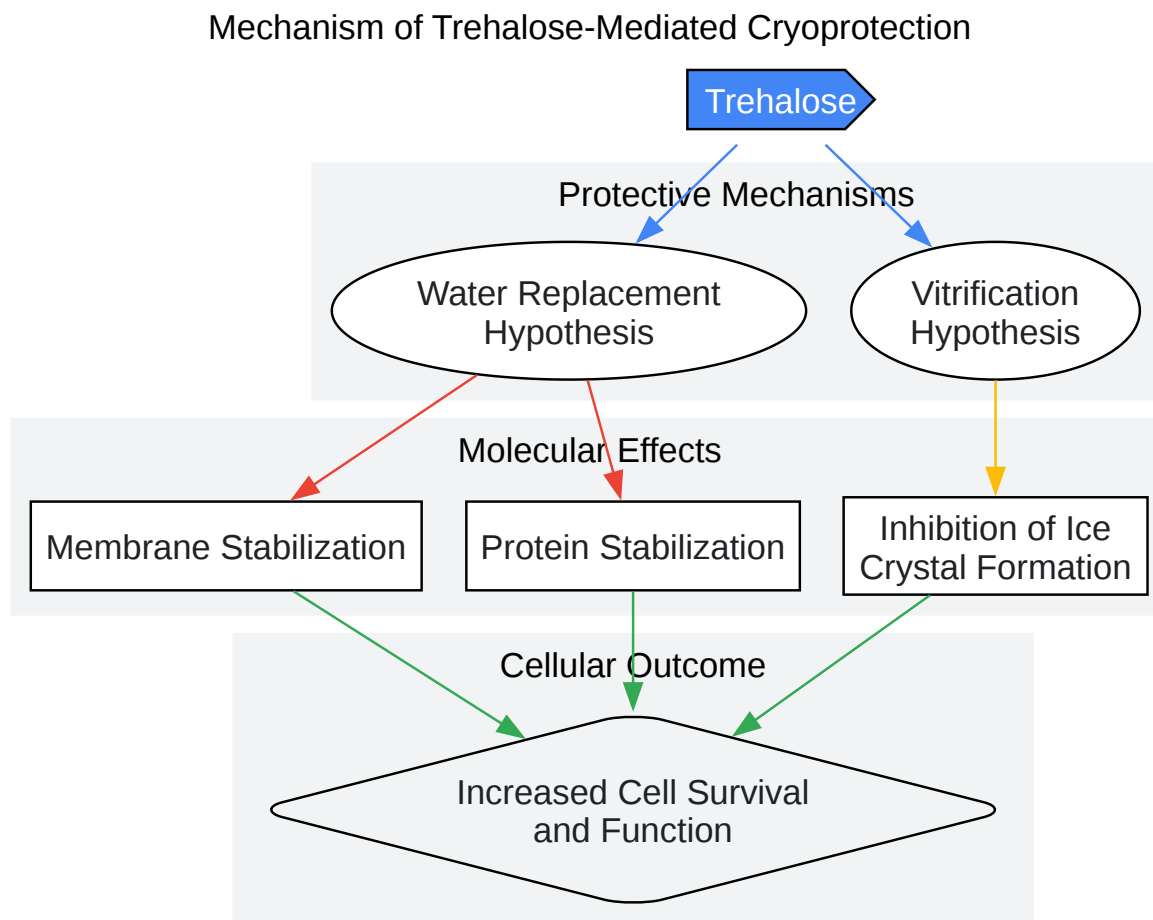 Mechanism of Trehalose-Mediated Cryoprotection
Trehalose
Protective Mechanisms
Water Replacement
Hypothesis
Vitrification
Hypothesis
Molecular Effects
Membrane Stabilization
Protein Stabilization
Inhibition of Ice
Crystal Formation
Cellular Outcome
Increased Cell Survival
and Function